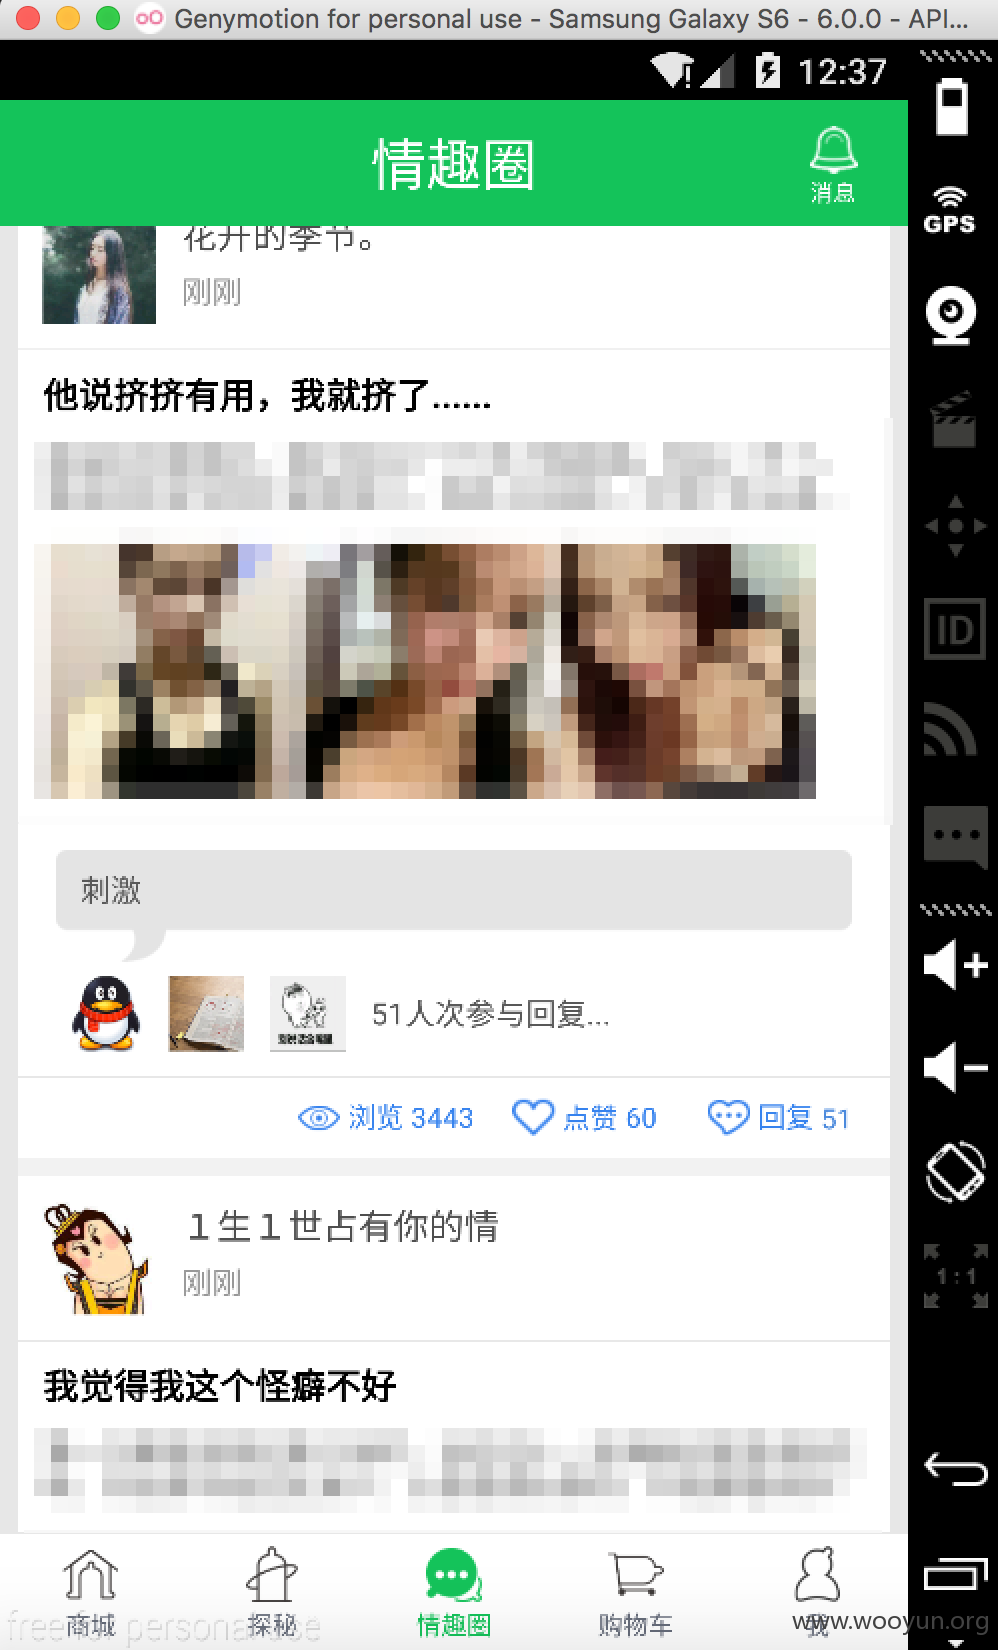 Genymotion for personal use - Samsung Galaxy S6 - 6.0.0 - API...
12:37
情趣圈
消息
GPS
花开的季节。
刚刚
他说挤挤有用，我就挤了......
ID
刺激
51人次参与回复...
浏览 3443
点赞 60
回复 51
１生１世占有你的情
刚刚
1:1
我觉得我这个怪癖不好
商城
探秘
情趣圈
购物车
我
free for personal use
www.wooyun.org